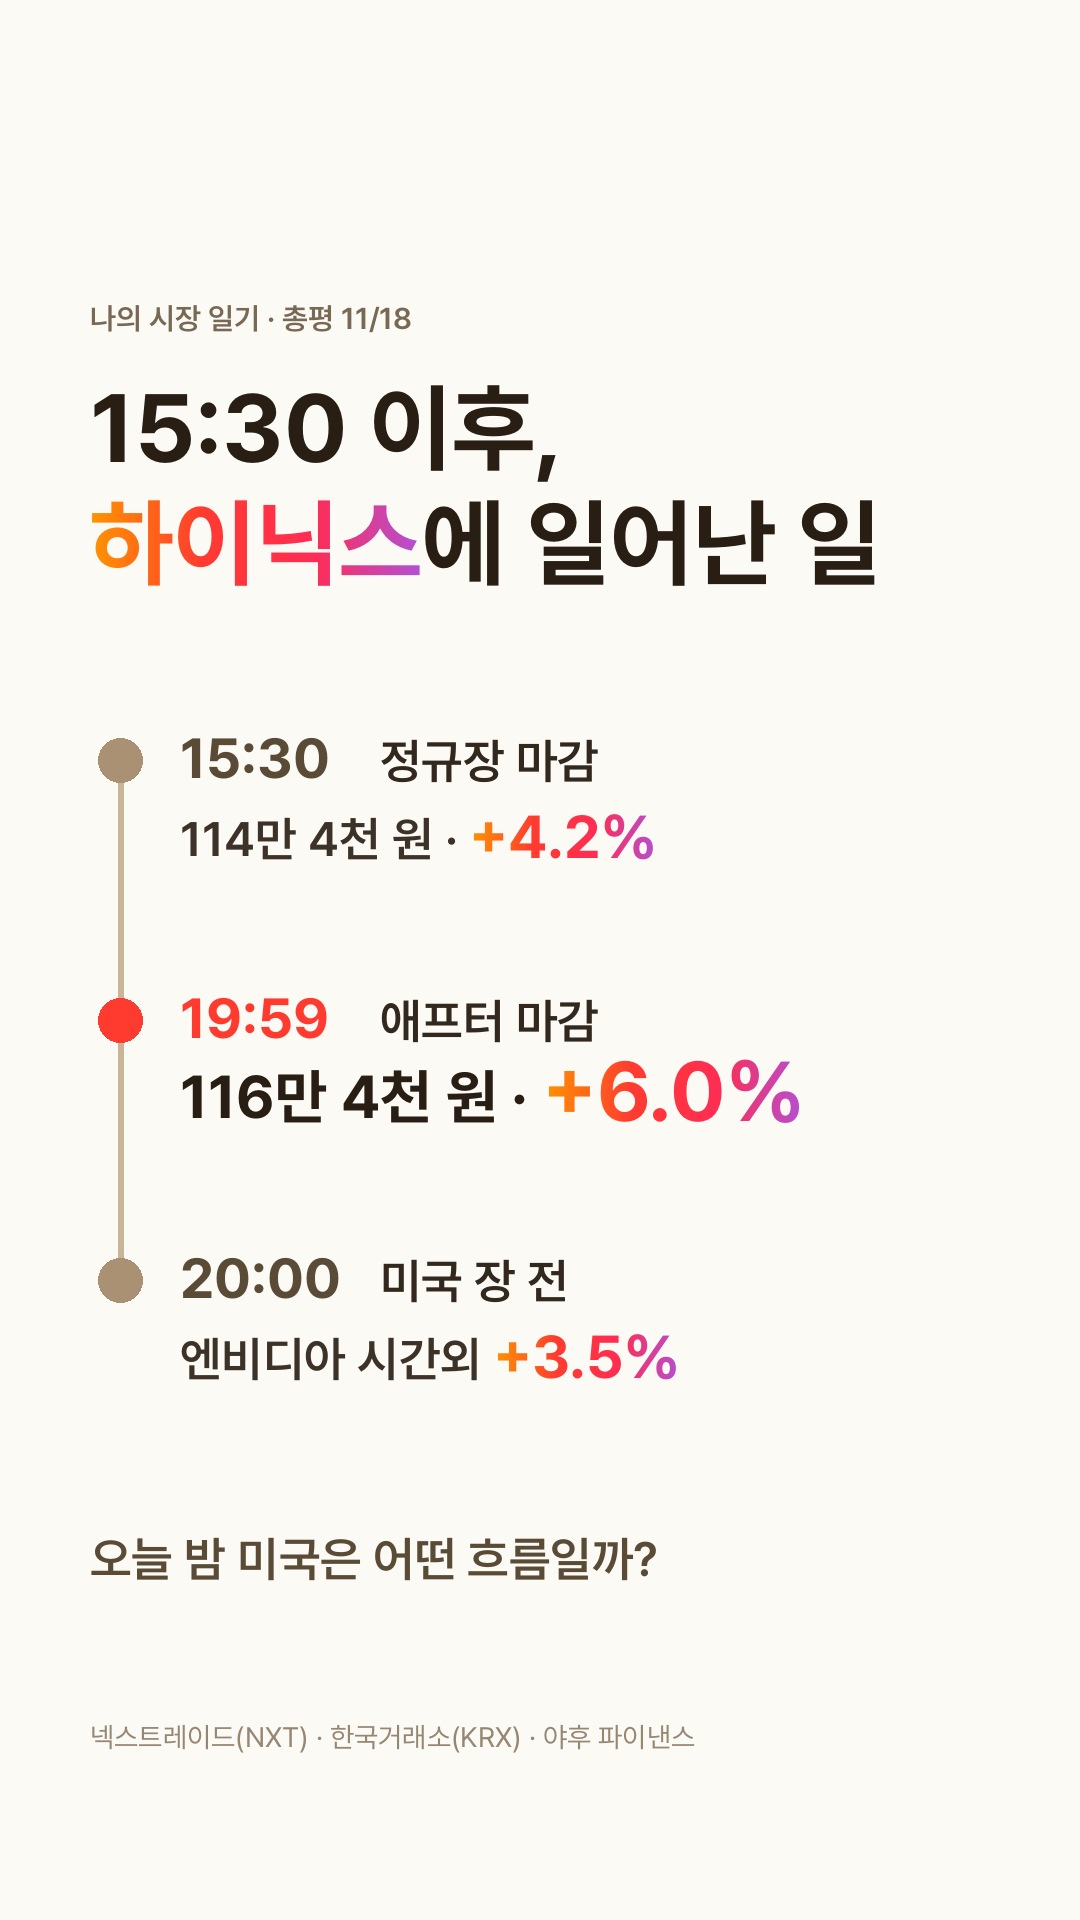 나의 시장 일기 · 총평 11/18
15:30 이후,
하이닉스에 일어난 일
15:30 정규장 마감
114만 4천 원 · +4.2%
19:59 애프터 마감
116만 4천 원 · +6.0%
20:00 미국 장 전
엔비디아 시간외 +3.5%
오늘 밤 미국은 어떤 흐름일까?
넥스트레이드(NXT) · 한국거래소(KRX) · 야후 파이낸스